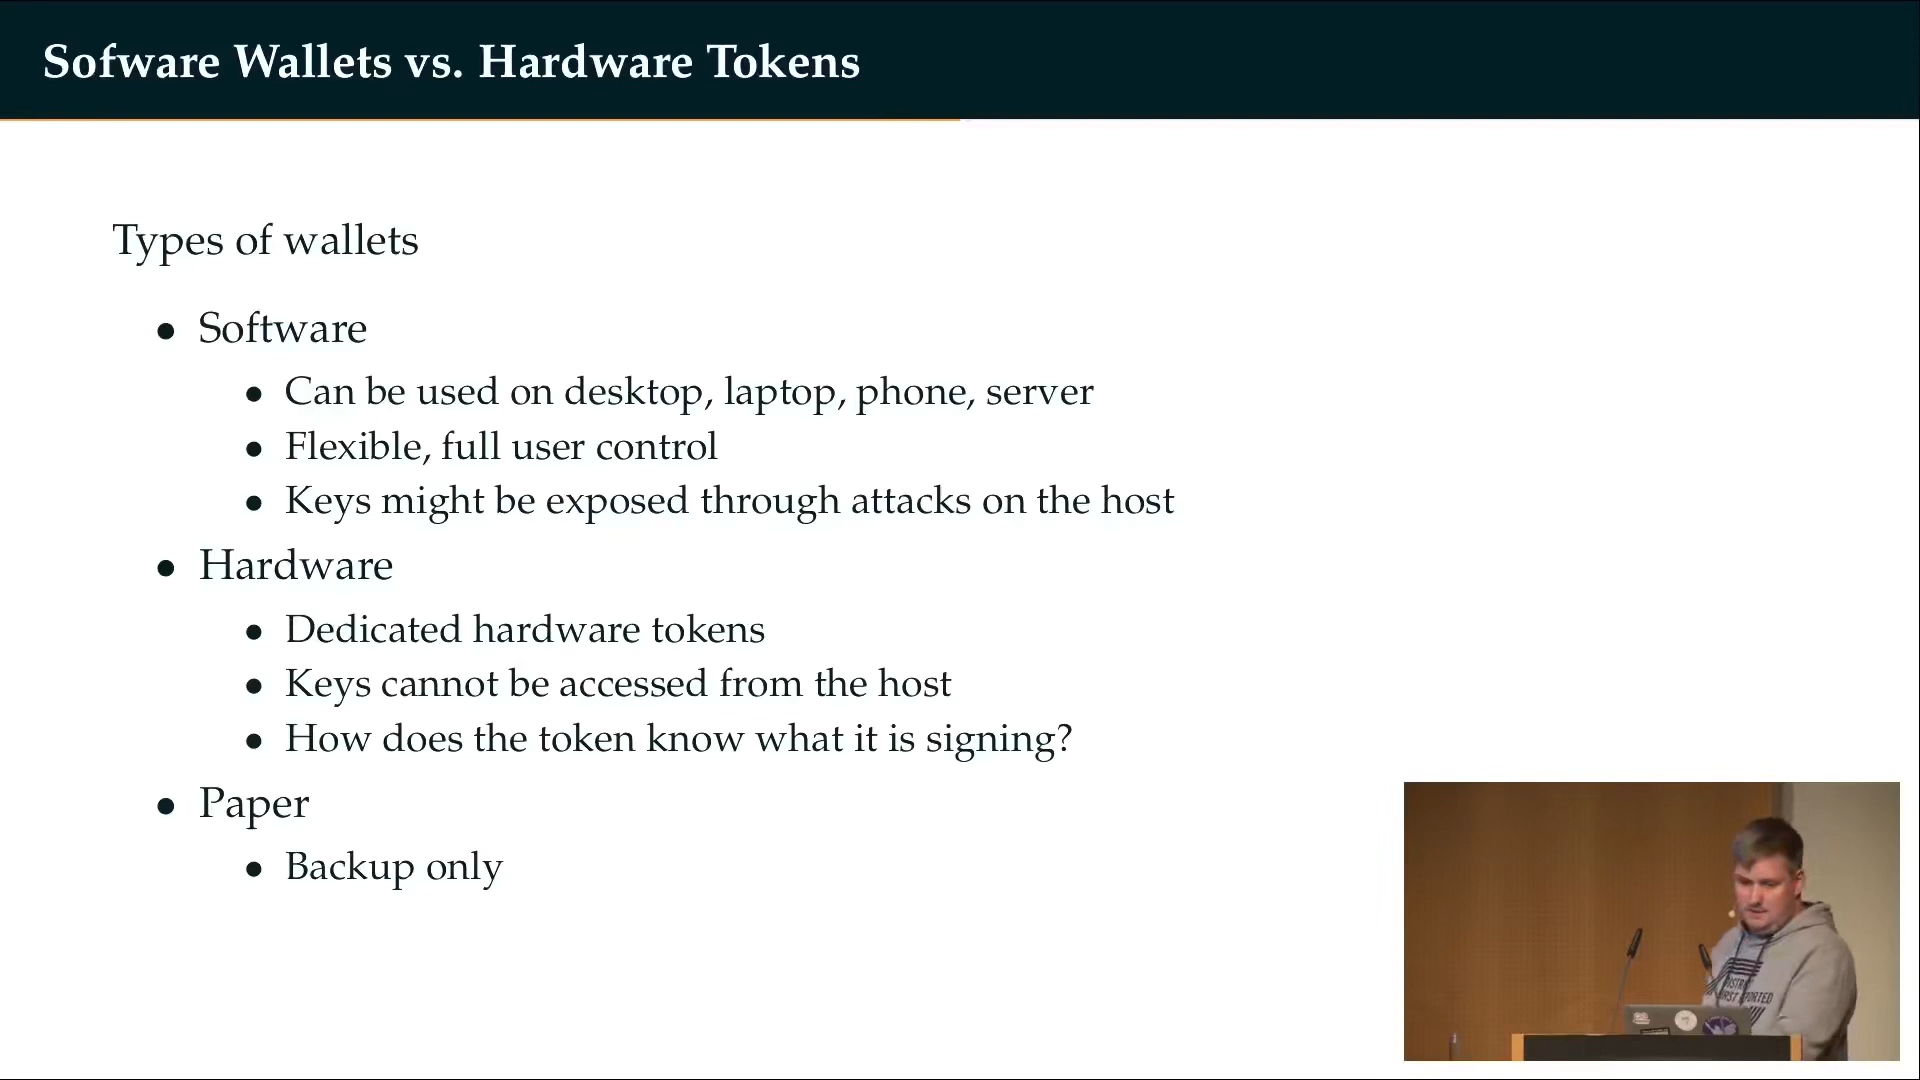 Sofware Wallets vs. Hardware Tokens
Types of wallets
• Software
• Can be used on desktop, laptop, phone, server
• Flexible, full user control
• Keys might be exposed through attacks on the host
• Hardware
• Dedicated hardware tokens
• Keys cannot be accessed from the host
• How does the token know what it is signing?
• Paper
• Backup only